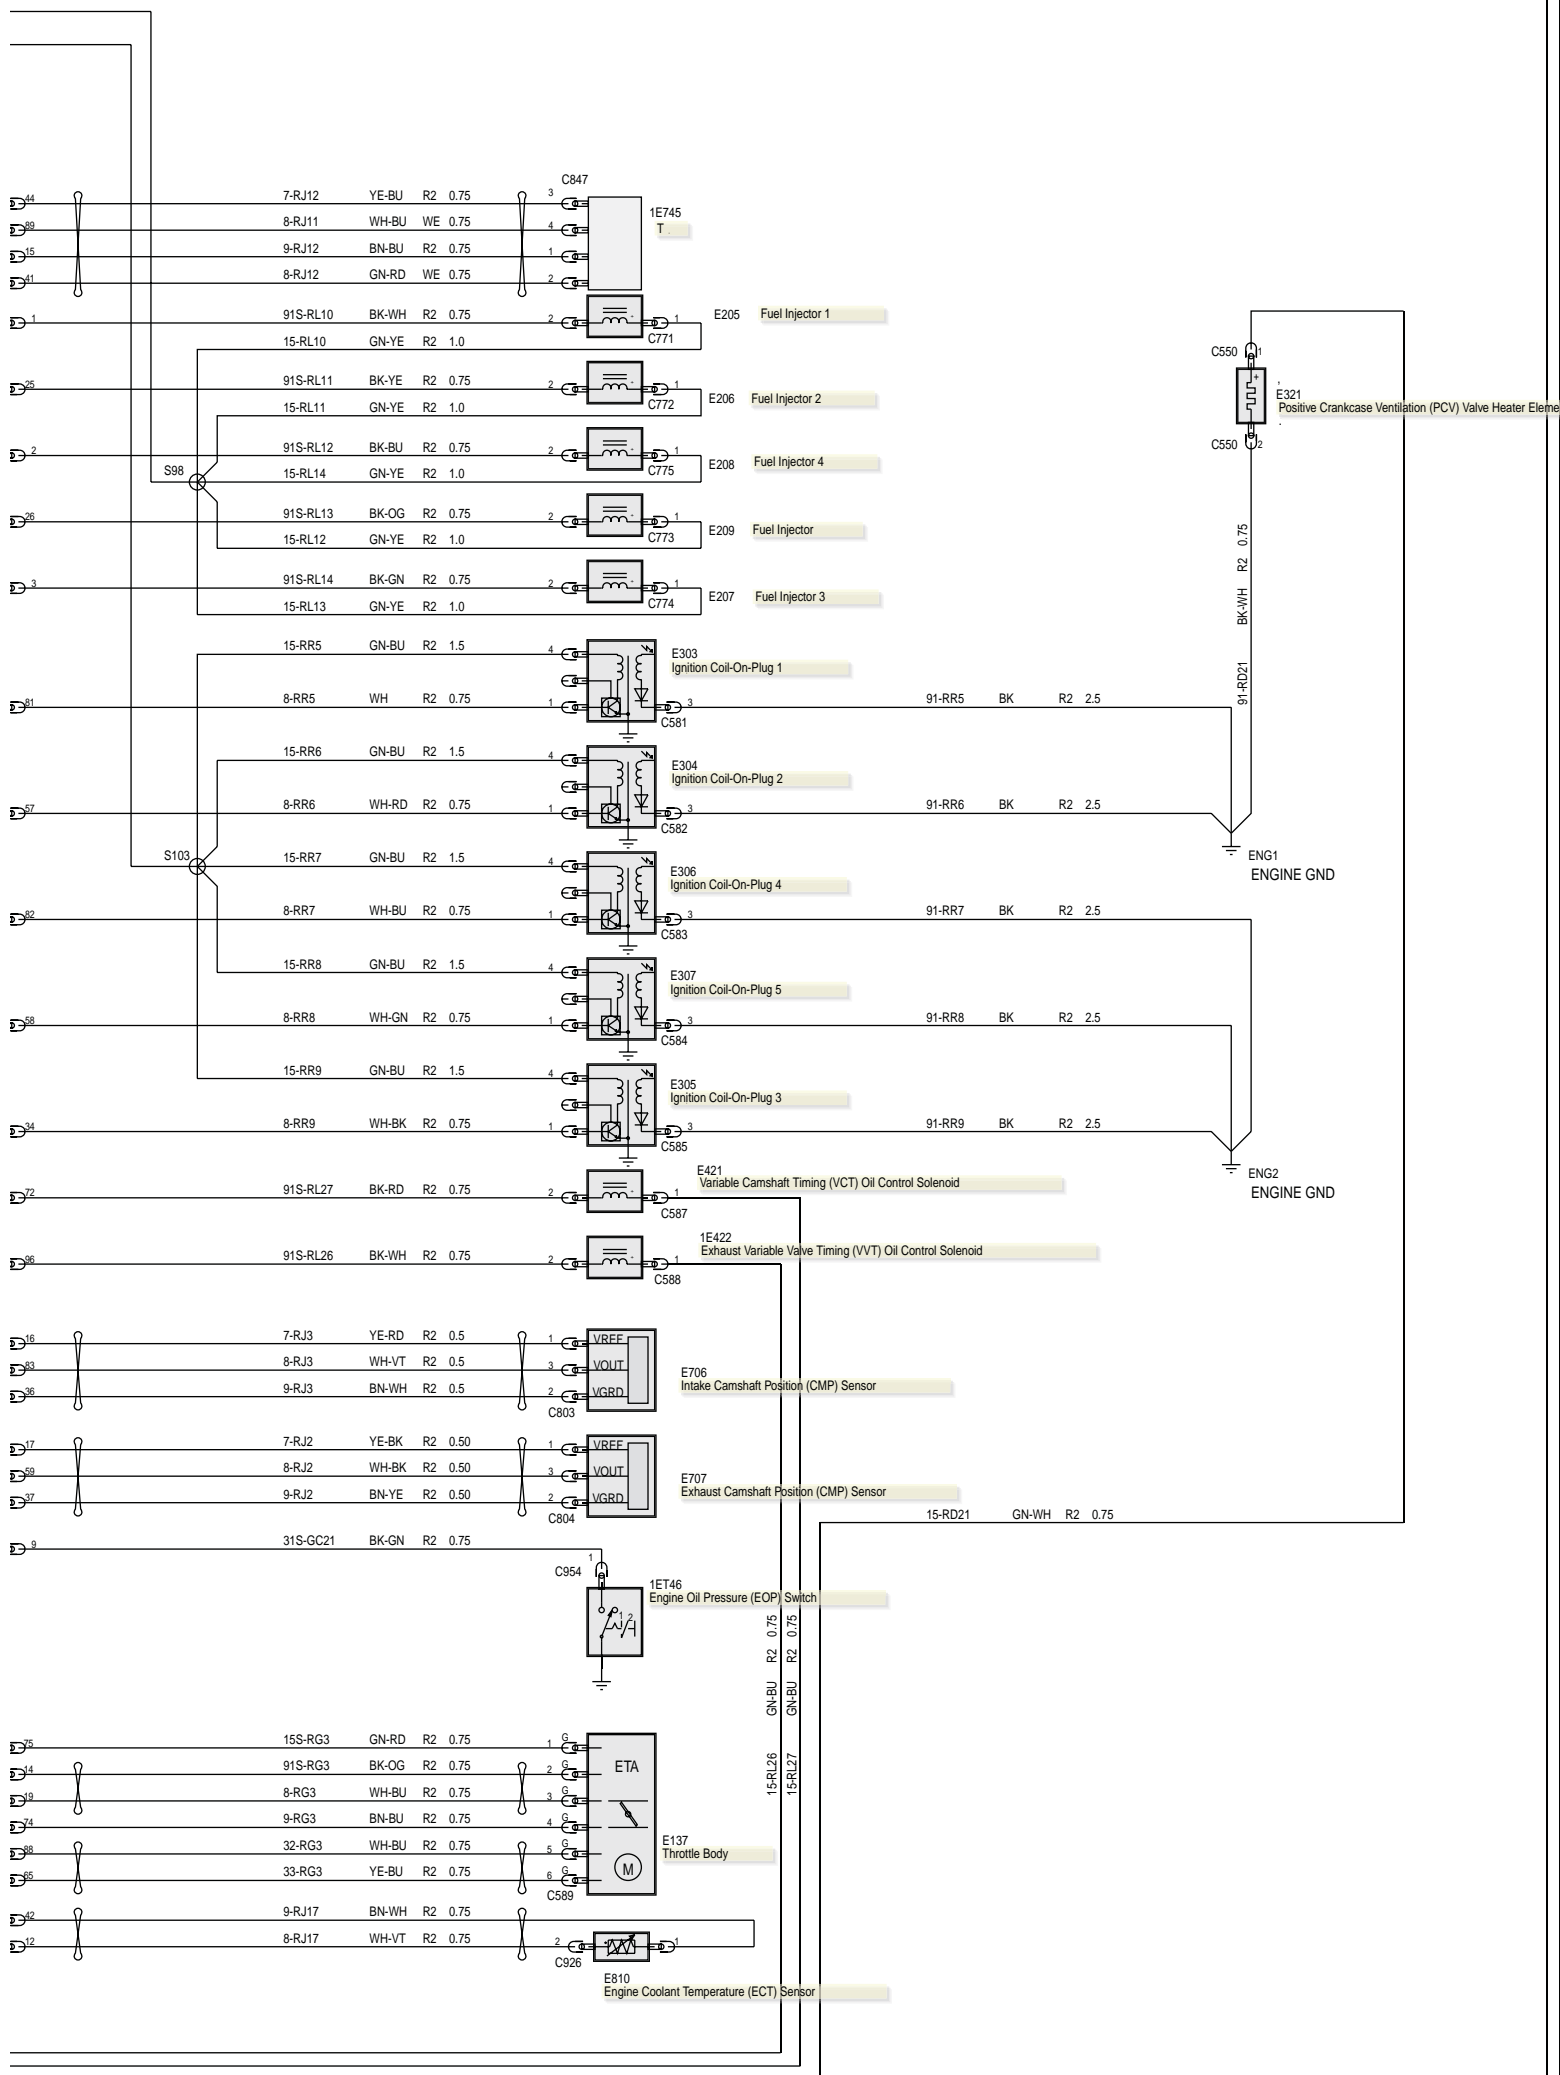 C847
44 7-RJ12 YE-BU R2 0.75 3
1E745
89 8-RJ11 WH-BU WE 0.75 4
T
15 9-RJ12 BN-BU R2 0.75 1
41 8-RJ12 GN-RD WE 0.75 2
1 91S-RL10 BK-WH R2 0.75 2 1
E205 Fuel Injector 1
C771
15-RL10 GN-YE R2 1.0
C550 1
+
25 91S-RL11 BK-YE R2 0.75 2 1
E206 Fuel Injector 2
C772
15-RL11 GN-YE R2 1.0
E321
Positive Crankcase Ventilation (PCV) Valve Heater Eleme
C550 2
2 91S-RL12 BK-BU R2 0.75 2 1
E208 Fuel Injector 4
C775
S98
15-RL14 GN-YE R2 1.0
26 91S-RL13 BK-OG R2 0.75 2 1
E209 Fuel Injector
C773
15-RL12 GN-YE R2 1.0
91-RD21 BK-WH R2 0.75
3 91S-RL14 BK-GN R2 0.75 2 1
E207 Fuel Injector 3
C774
15-RL13 GN-YE R2 1.0
15-RR5 GN-BU R2 1.5 4
E303
Ignition Coil-On-Plug 1
81 8-RR5 WH R2 0.75 1 3 91-RR5 BK R2 2.5
C581
15-RR6 GN-BU R2 1.5 4
E304
Ignition Coil-On-Plug 2
57 8-RR6 WH-RD R2 0.75 1 3 91-RR6 BK R2 2.5
C582
ENG1
ENGINE GND
S103
15-RR7 GN-BU R2 1.5 4
E306
Ignition Coil-On-Plug 4
82 8-RR7 WH-BU R2 0.75 1 3 91-RR7 BK R2 2.5
C583
15-RR8 GN-BU R2 1.5 4
E307
Ignition Coil-On-Plug 5
58 8-RR8 WH-GN R2 0.75 1 3 91-RR8 BK R2 2.5
C584
15-RR9 GN-BU R2 1.5 4
E305
Ignition Coil-On-Plug 3
34 8-RR9 WH-BK R2 0.75 1 3 91-RR9 BK R2 2.5
C585
ENG2
ENGINE GND
E421
Variable Camshaft Timing (VCT) Oil Control Solenoid
72 91S-RL27 BK-RD R2 0.75 2 1
C587
1E422
Exhaust Variable Valve Timing (VVT) Oil Control Solenoid
96 91S-RL26 BK-WH R2 0.75 2 1
C588
16 7-RJ3 YE-RD R2 0.5 1 VREF
83 8-RJ3 WH-VT R2 0.5 3 VOUT
E706
Intake Camshaft Position (CMP) Sensor
36 9-RJ3 BN-WH R2 0.5 2 VGRD
C803
17 7-RJ2 YE-BK R2 0.50 1 VREF
59 8-RJ2 WH-BK R2 0.50 3 VOUT
E707
Exhaust Camshaft Position (CMP) Sensor
37 9-RJ2 BN-YE R2 0.50 2 VGRD
C804
15-RD21 GN-WH R2 0.75
9 31S-GC21 BK-GN R2 0.75
1
C954
1ET46
Engine Oil Pressure (EOP) Switch
1 2
15-RL26 GN-BU R2 0.75
15-RL27 GN-BU R2 0.75
75 15S-RG3 GN-RD R2 0.75 1 G
14 91S-RG3 BK-OG R2 0.75 2 G
ETA
19 8-RG3 WH-BU R2 0.75 3 G
74 9-RG3 BN-BU R2 0.75 4 G
E137
Throttle Body
88 32-RG3 WH-BU R2 0.75 5 G
M
65 33-RG3 YE-BU R2 0.75 6 G
C589
42 9-RJ17 BN-WH R2 0.75
12 8-RJ17 WH-VT R2 0.75 2 1
C926
E810
Engine Coolant Temperature (ECT) Sensor